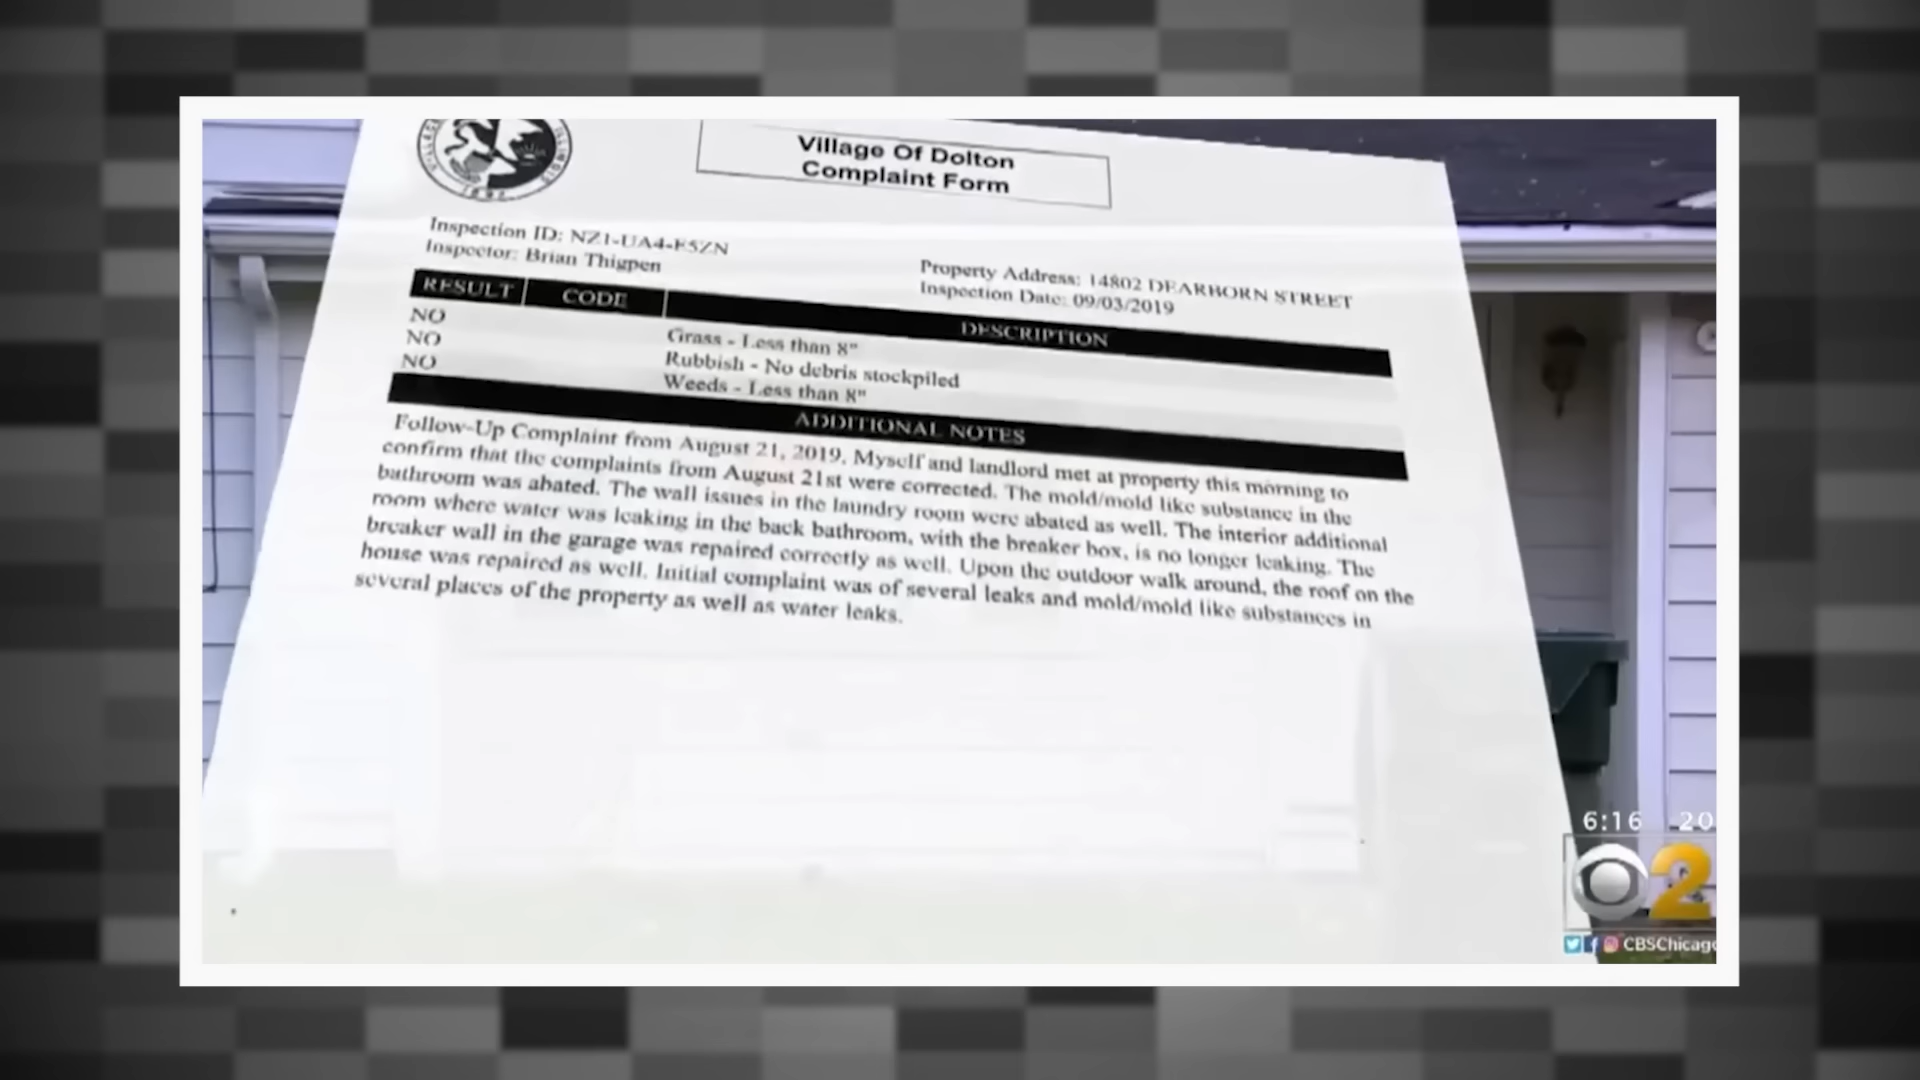 Village Of Dolton
Complaint Form
Inspection ID: NZ1-UA4-E5ZN
Inspector: Brian Thigpen
Property Address: 14802 DEARBORN STREET
Inspection Date: 09/03/2019
RESULT CODE DESCRIPTION
NO Grass - Less than 8"
NO Rubbish - No debris stockpiled
NO Weeds - Less than 8"
ADDITIONAL NOTES
Follow-Up Complaint from August 21, 2019. Myself and landlord met at property this morning to
confirm that the complaints from August 21st were corrected. The mold/mold like substance in the
bathroom was abated. The wall issues in the laundry room were abated as well. The interior additional
room where water was leaking in the back bathroom, with the breaker box, is no longer leaking. The
breaker wall in the garage was repaired correctly as well. Upon the outdoor walk around, the roof on the
house was repaired as well. Initial complaint was of several leaks and mold/mold like substances in
several places of the property as well as water leaks.
6:16 20
2
CBSChicago